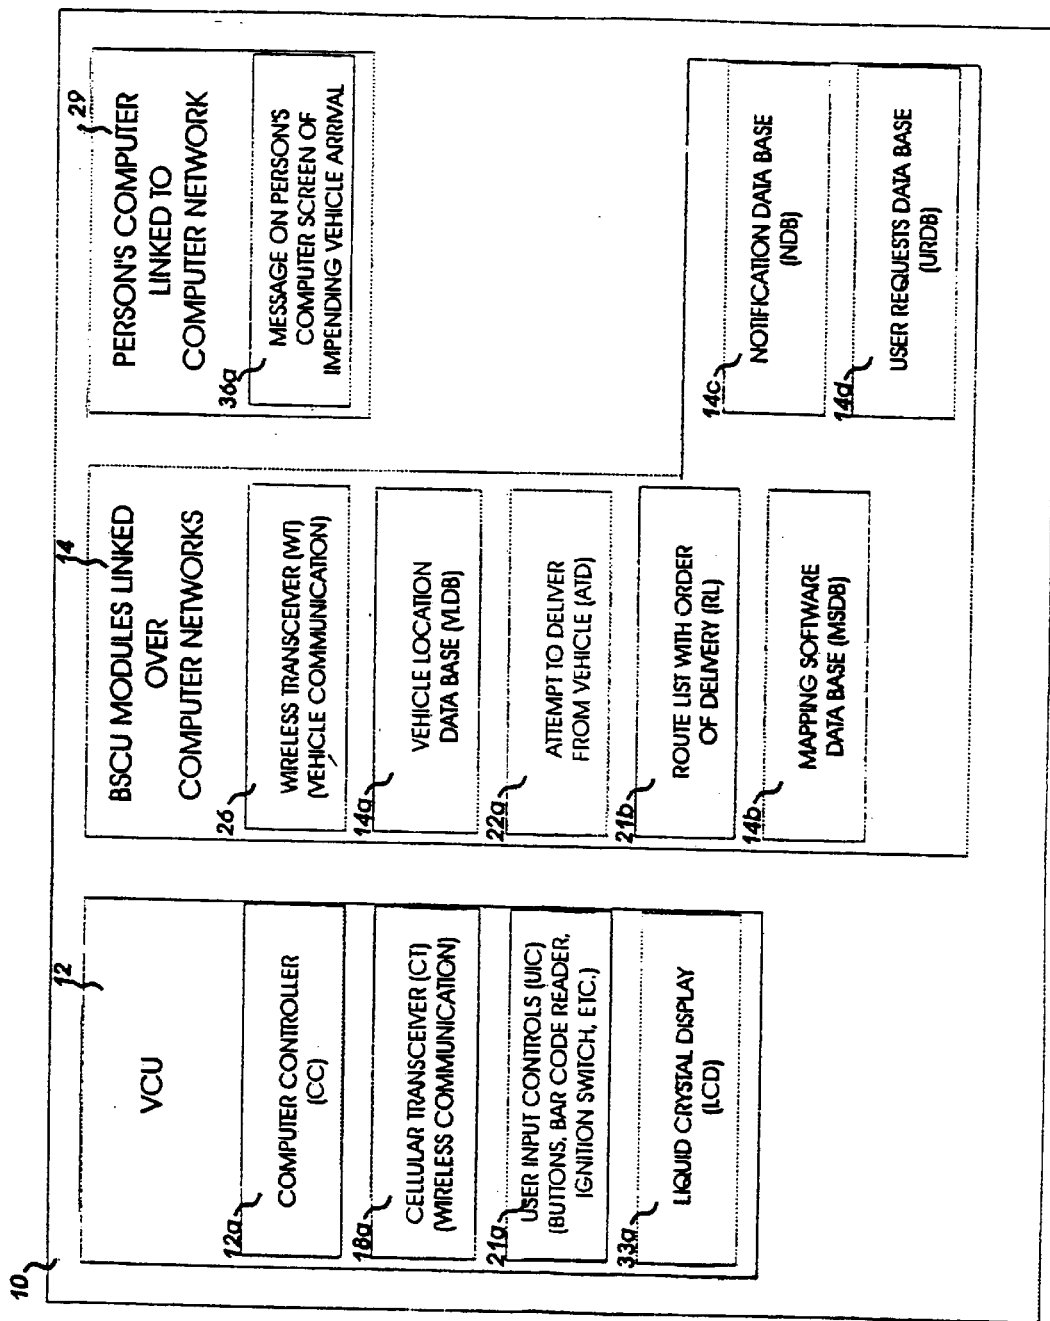 10
12
VCU
12a
COMPUTER CONTROLLER
(CC)
18a
CELLULAR TRANSCEIVER (CT)
(WIRELESS COMMUNICATION)
21a
USER INPUT CONTROLS (UIC)
(BUTTONS, BAR CODE READER,
IGNITION SWITCH, ETC.)
33a
LIQUID CRYSTAL DISPLAY
(LCD)
14
BSCU MODULES LINKED
OVER
COMPUTER NETWORKS
26
WIRELESS TRANSCEIVER (WT)
(VEHICLE COMMUNICATION)
14a
VEHICLE LOCATION
DATA BASE (VLDB)
22a
ATTEMPT TO DELIVER
FROM VEHICLE (ATD)
21b
ROUTE LIST WITH ORDER
OF DELIVERY (RL)
14b
MAPPING SOFTWARE
DATA BASE (MSDB)
14c
NOTIFICATION DATA BASE
(NDB)
14d
USER REQUESTS DATA BASE
(URDB)
29
PERSON'S COMPUTER
LINKED TO
COMPUTER NETWORK
36a
MESSAGE ON PERSON'S
COMPUTER SCREEN OF
IMPENDING VEHICLE ARRIVAL